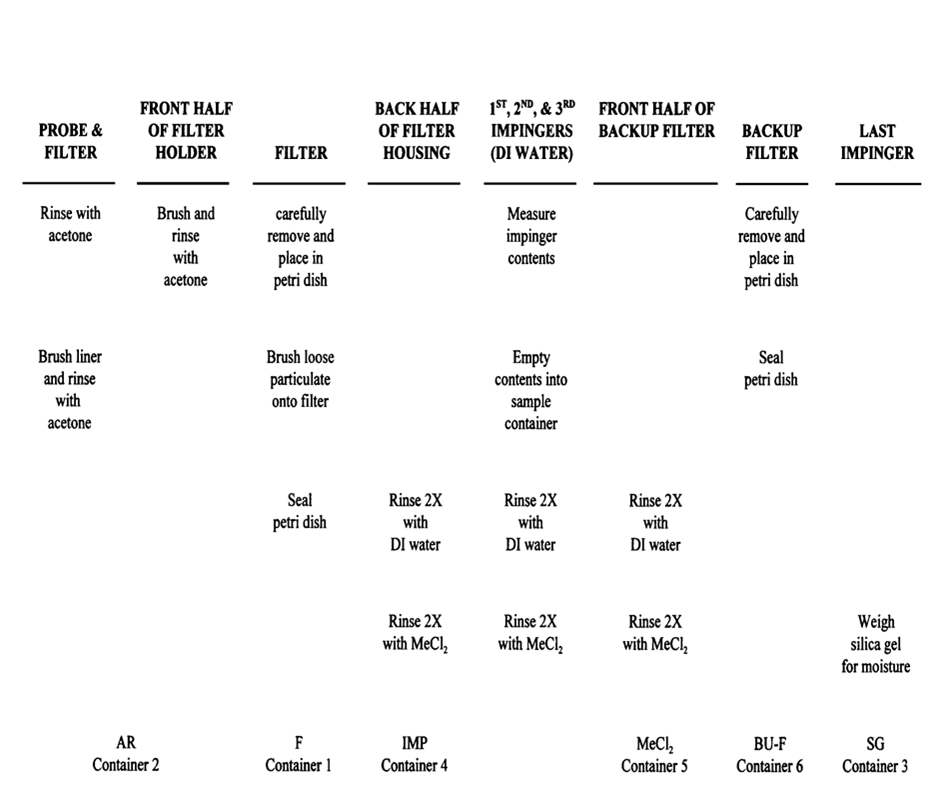 PROBE &
FILTER
FRONT HALF
OF FILTER
HOLDER
FILTER
BACK HALF
OF FILTER
HOUSING
1ST, 2ND, & 3RD
IMPINGERS
(DI WATER)
FRONT HALF OF
BACKUP FILTER
BACKUP
FILTER
LAST
IMPINGER
Rinse with
acetone
Brush and
rinse
with
acetone
carefully
remove and
place in
petri dish
Measure
impinger
contents
Carefully
remove and
place in
petri dish
Brush liner
and rinse
with
acetone
Brush loose
particulate
onto filter
Empty
contents into
sample
container
Seal
petri dish
Seal
petri dish
Rinse 2X
with
DI water
Rinse 2X
with
DI water
Rinse 2X
with
DI water
Rinse 2X
with MeCl2
Rinse 2X
with MeCl2
Rinse 2X
with MeCl2
Weigh
silica gel
for moisture
AR
Container 2
F
Container 1
IMP
Container 4
MeCl2
Container 5
BU-F
Container 6
SG
Container 3